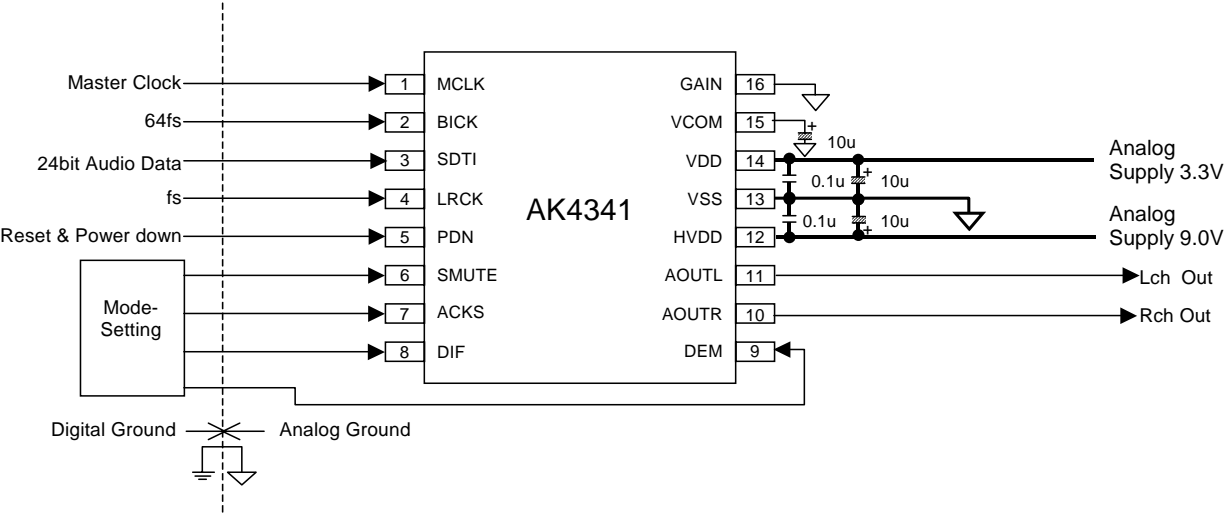 Master Clock 1 MCLK GAIN 16
64fs 2 BICK VCOM 15 + 10u
24bit Audio Data 3 SDTI VDD 14 Analog
Supply 3.3V
0.1u + 10u
fs 4 LRCK AK4341 VSS 13
0.1u + 10u
Reset & Power down 5 PDN HVDD 12 Analog
Supply 9.0V
6 SMUTE AOUTL 11 Lch Out
Mode-
Setting
7 ACKS AOUTR 10 Rch Out
8 DIF DEM 9
Digital Ground Analog Ground